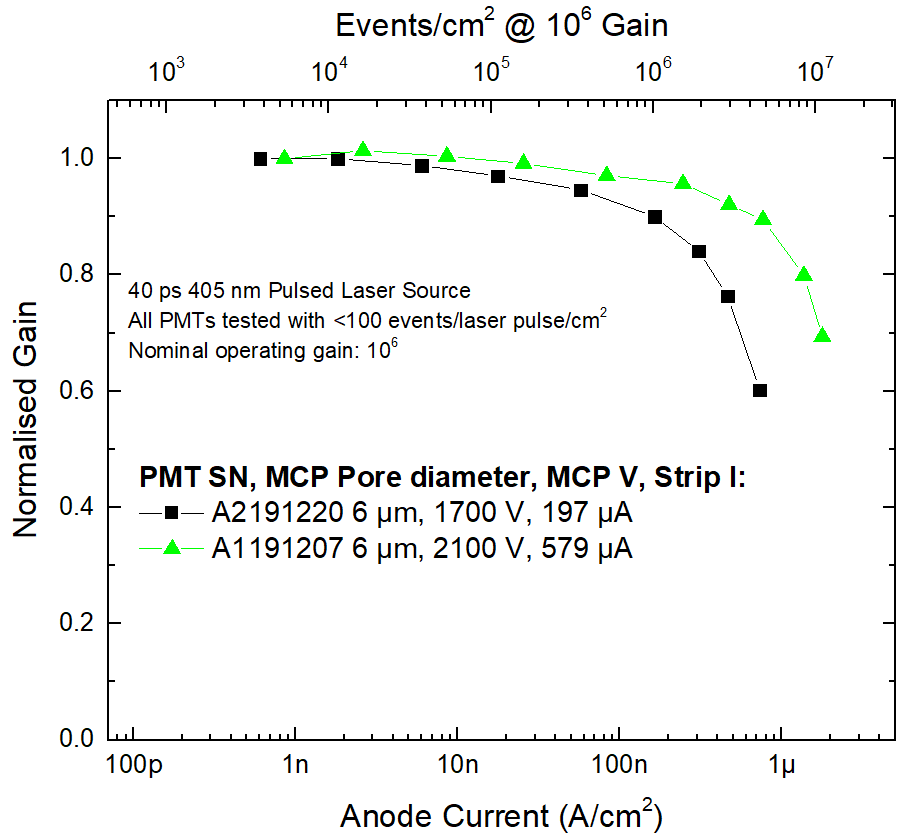 Events/cm² @ 10⁶ Gain
10³ 10⁴ 10⁵ 10⁶ 10⁷
1.0
0.8
40 ps 405 nm Pulsed Laser Source
All PMTs tested with <100 events/laser pulse/cm²
Nominal operating gain: 10⁶
0.6
PMT SN, MCP Pore diameter, MCP V, Strip I:
A2191220 6 µm, 1700 V, 197 µA
A1191207 6 µm, 2100 V, 579 µA
0.4
0.2
0.0
Normalised Gain
100p 1n 10n 100n 1µ
Anode Current (A/cm²)